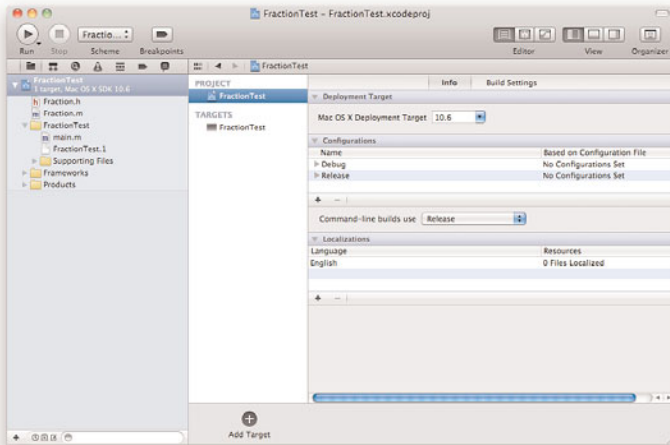 FractionTest – FractionTest.xcodeproj
Fractio...
Run Stop Scheme Breakpoints Editor View Organizer
FractionTest
FractionTest
1 target, Mac OS X SDK 10.6
h Fraction.h
m Fraction.m
FractionTest
m main.m
FractionTest.1
Supporting Files
Frameworks
Products
PROJECT
FractionTest
TARGETS
FractionTest
Info Build Settings
Deployment Target
Mac OS X Deployment Target 10.6
Configurations
Name Based on Configuration File
Debug No Configurations Set
Release No Configurations Set
Command-line builds use Release
Localizations
Language Resources
English 0 Files Localized
Add Target